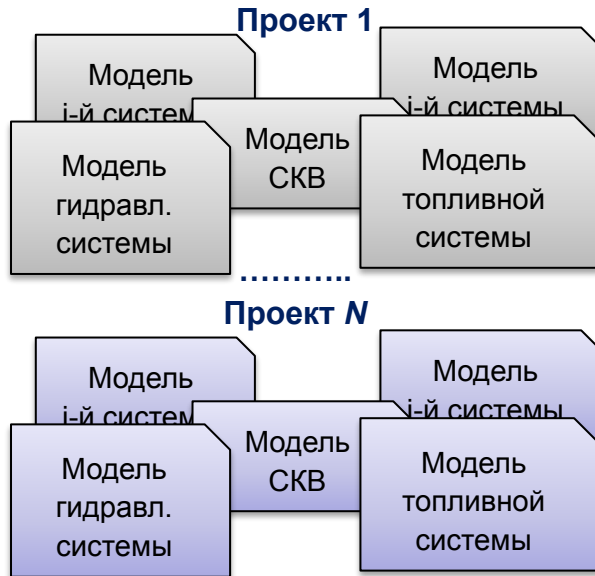 Проект 1
Модель
i-й систем
Модель
i-й системы
Модель
СКВ
Модель
гидравл.
системы
Модель
топливной
системы
………..
Проект N
Модель
i-й систем
Модель
i-й системы
Модель
СКВ
Модель
гидравл.
системы
Модель
топливной
системы